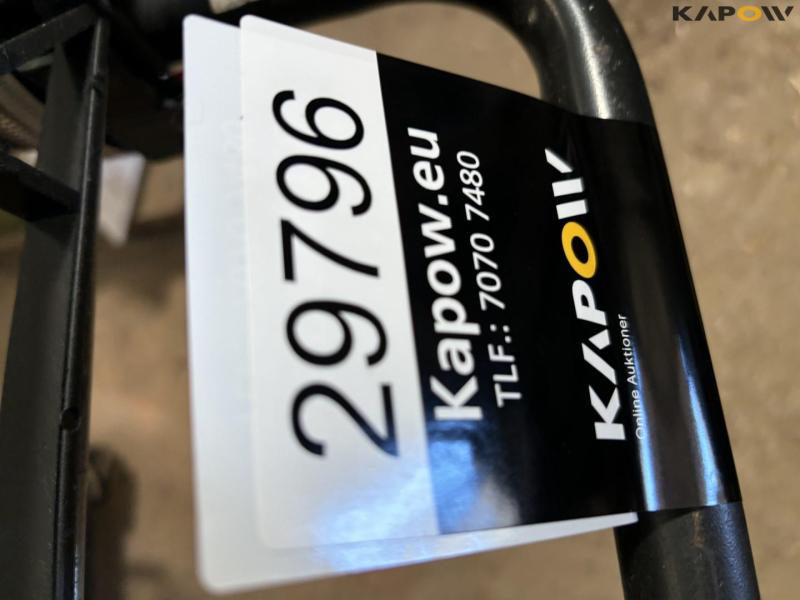 KAPOW
29796
Kapow.eu
TLF.: 7070 7480
KAPOW
Online Auktioner